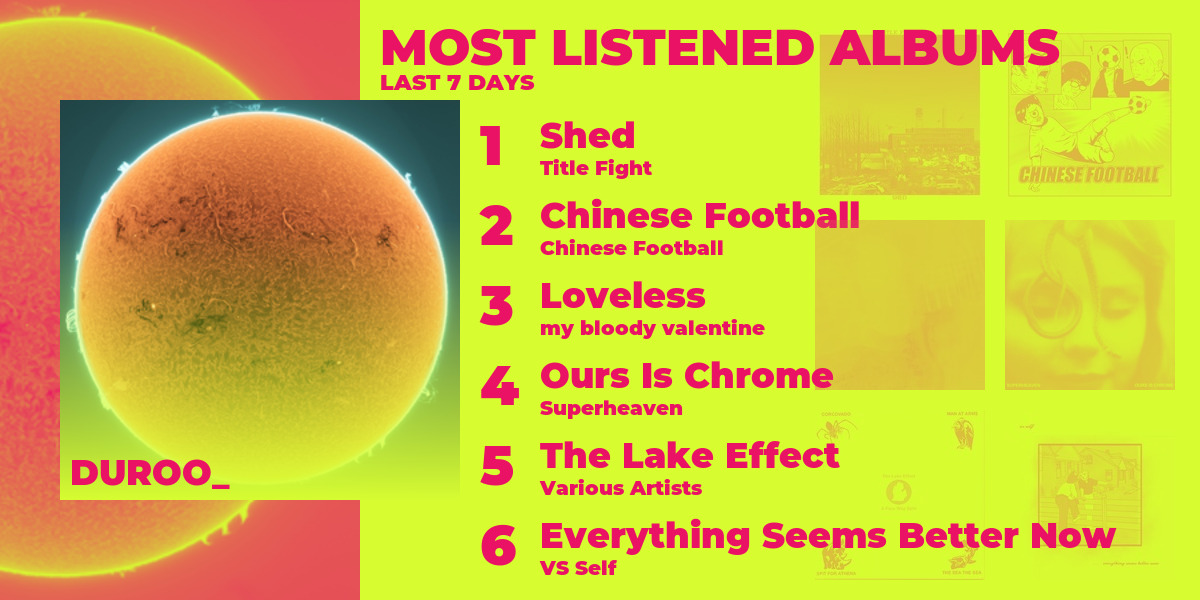 MOST LISTENED ALBUMS
LAST 7 DAYS
1
Shed
Title Fight
2
Chinese Football
Chinese Football
3
Loveless
my bloody valentine
4
Ours Is Chrome
Superheaven
5
The Lake Effect
Various Artists
6
Everything Seems Better Now
VS Self
DUROO_
SHED
CHINESE FOOTBALL